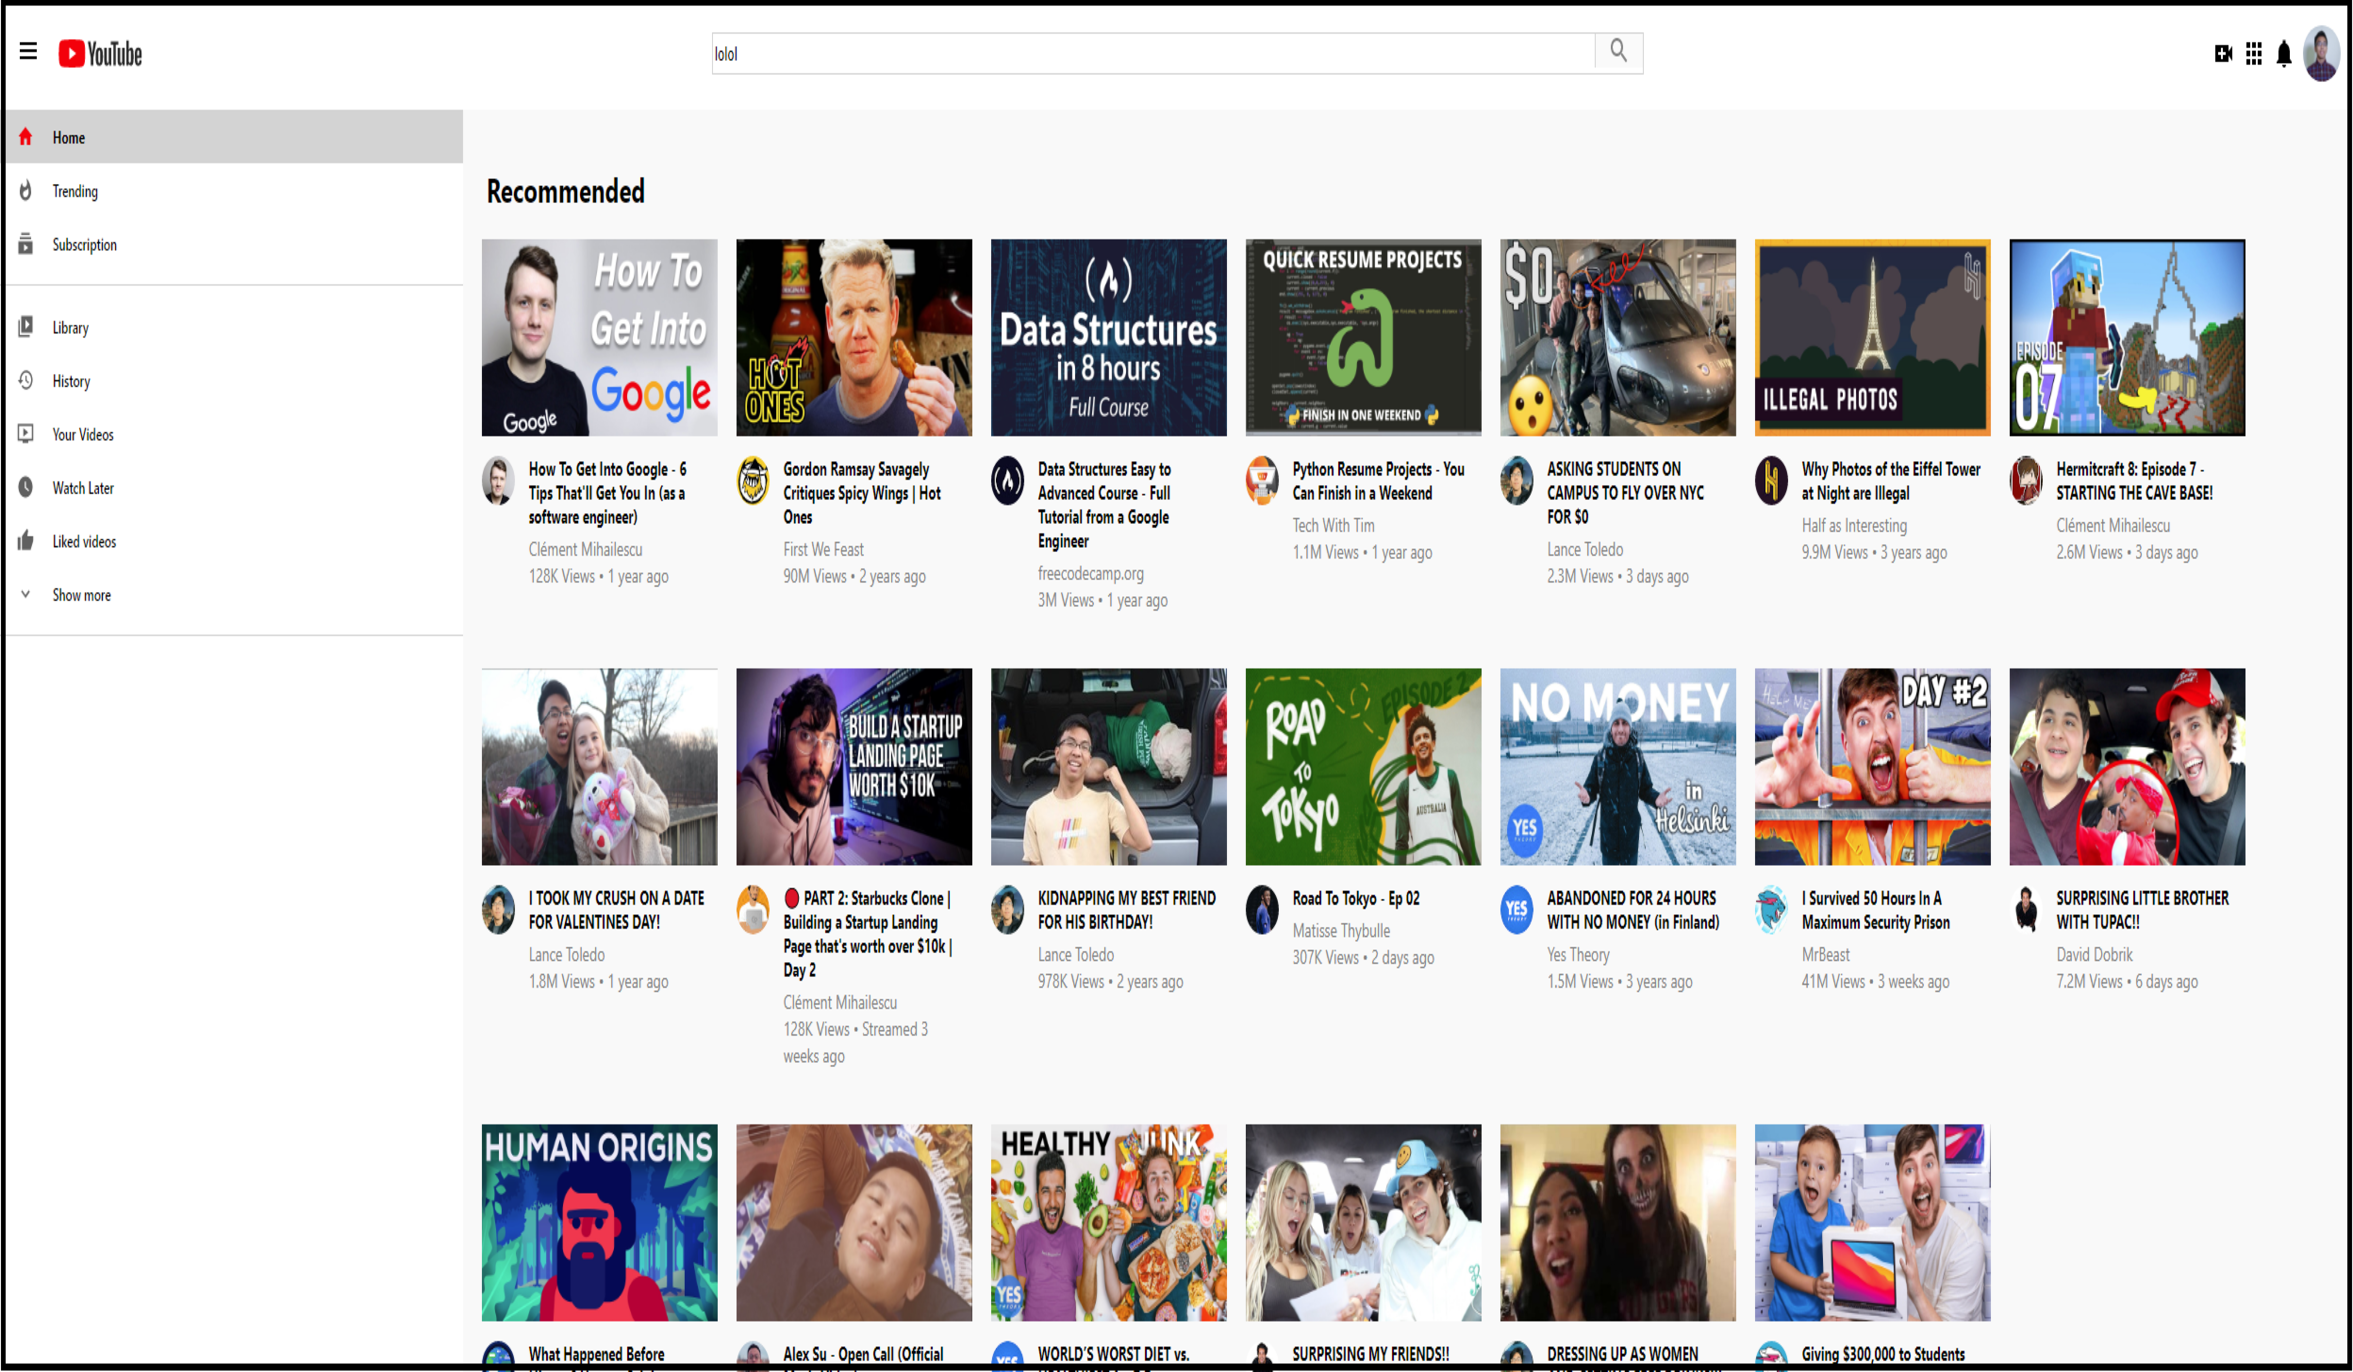 YouTube
lolol
Home
Trending
Subscription
Library
History
Your Videos
Watch Later
Liked videos
Show more
Recommended
How To
Get Into
Google
Google
HOT
ONES
Data Structures
in 8 hours
Full Course
QUICK RESUME PROJECTS
FINISH IN ONE WEEKEND
$0
free
ILLEGAL PHOTOS
EPISODE
07
How To Get Into Google - 6
Tips That'll Get You In (as a
software engineer)
Clément Mihailescu
128K Views • 1 year ago
Gordon Ramsay Savagely
Critiques Spicy Wings | Hot
Ones
First We Feast
90M Views • 2 years ago
Data Structures Easy to
Advanced Course - Full
Tutorial from a Google
Engineer
freecodecamp.org
3M Views • 1 year ago
Python Resume Projects - You
Can Finish in a Weekend
Tech With Tim
1.1M Views • 1 year ago
ASKING STUDENTS ON
CAMPUS TO FLY OVER NYC
FOR $0
Lance Toledo
2.3M Views • 3 days ago
Why Photos of the Eiffel Tower
at Night are Illegal
Half as Interesting
9.9M Views • 3 years ago
Hermitcraft 8: Episode 7 -
STARTING THE CAVE BASE!
Clément Mihailescu
2.6M Views • 3 days ago
BUILD A STARTUP
LANDING PAGE
WORTH $10K
ROAD
TO
TOKYO
EPISODE 2
AUSTRALIA
NO MONEY
in
Helsinki
YES
HELP ME
DAY #2
I TOOK MY CRUSH ON A DATE
FOR VALENTINES DAY!
Lance Toledo
1.8M Views • 1 year ago
PART 2: Starbucks Clone |
Building a Startup Landing
Page that's worth over $10k |
Day 2
Clément Mihailescu
128K Views • Streamed 3
weeks ago
KIDNAPPING MY BEST FRIEND
FOR HIS BIRTHDAY!
Lance Toledo
978K Views • 2 years ago
Road To Tokyo - Ep 02
Matisse Thybulle
307K Views • 2 days ago
YES
ABANDONED FOR 24 HOURS
WITH NO MONEY (in Finland)
Yes Theory
1.5M Views • 3 years ago
I Survived 50 Hours In A
Maximum Security Prison
MrBeast
41M Views • 3 weeks ago
SURPRISING LITTLE BROTHER
WITH TUPAC!!
David Dobrik
7.2M Views • 6 days ago
HUMAN ORIGINS
HEALTHY JUNK
YES
What Happened Before
Alex Su - Open Call (Official
YES
WORLD'S WORST DIET vs.
SURPRISING MY FRIENDS!!
DRESSING UP AS WOMEN
Giving $300,000 to Students